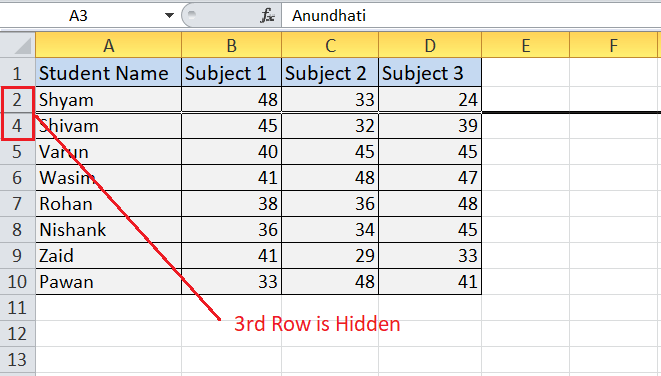 A3 fx Anundhati
A B C D E F
1 Student Name Subject 1 Subject 2 Subject 3
2 Shyam 48 33 24
4 Shivam 45 32 39
5 Varun 40 45 45
6 Wasim 41 48 47
7 Rohan 38 36 48
8 Nishank 36 34 45
9 Zaid 41 29 33
10 Pawan 33 48 41
11
12
13
3rd Row is Hidden